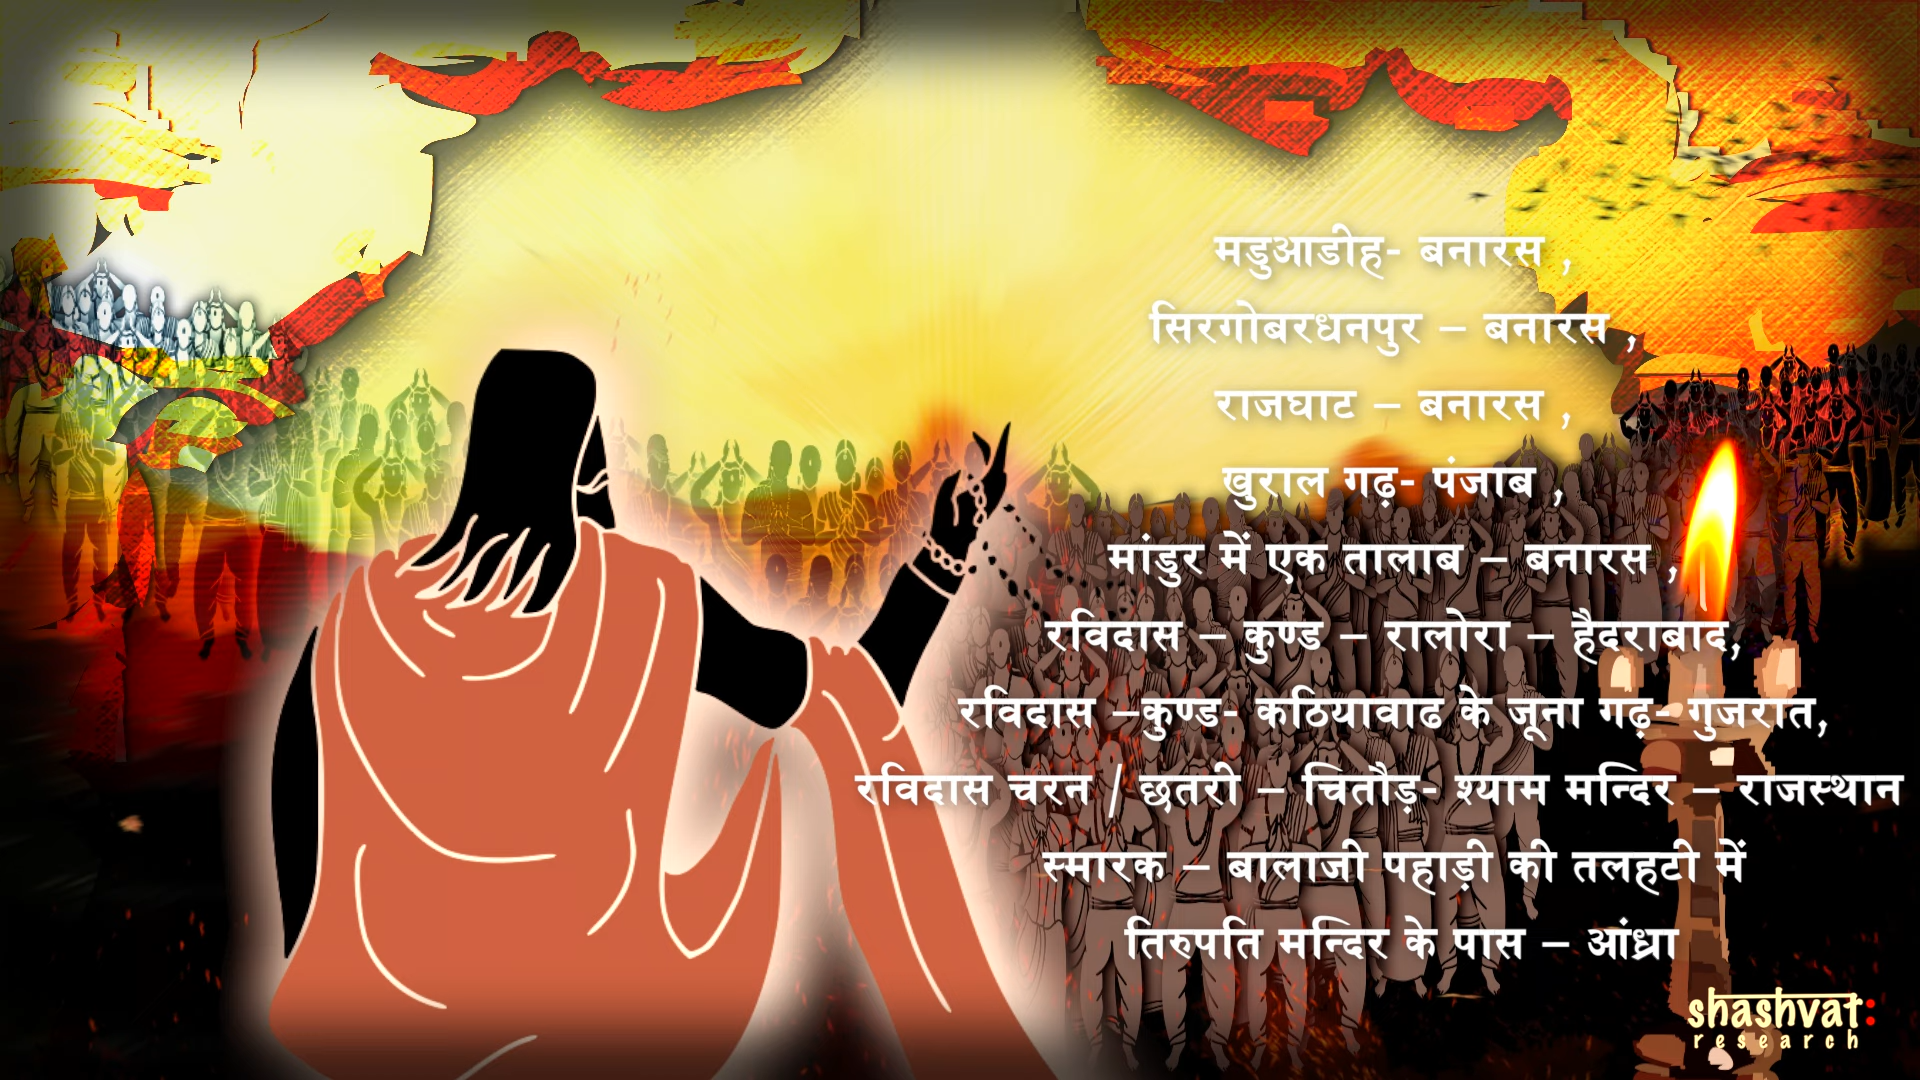 मडुआडीह- बनारस ,
सिरगोबरधनपुर – बनारस ,
राजघाट – बनारस ,
खुराल गढ़- पंजाब ,
मांडुर में एक तालाब – बनारस ,
रविदास – कुण्ड – रालोरा – हैदराबाद,
रविदास –कुण्ड- कठियावाढ के जूना गढ़- गुजरात,
रविदास चरन / छतरी – चितौड़- श्याम मन्दिर – राजस्थान
स्मारक – बालाजी पहाड़ी की तलहटी में
तिरुपति मन्दिर के पास – आंध्रा
shashvat:
research